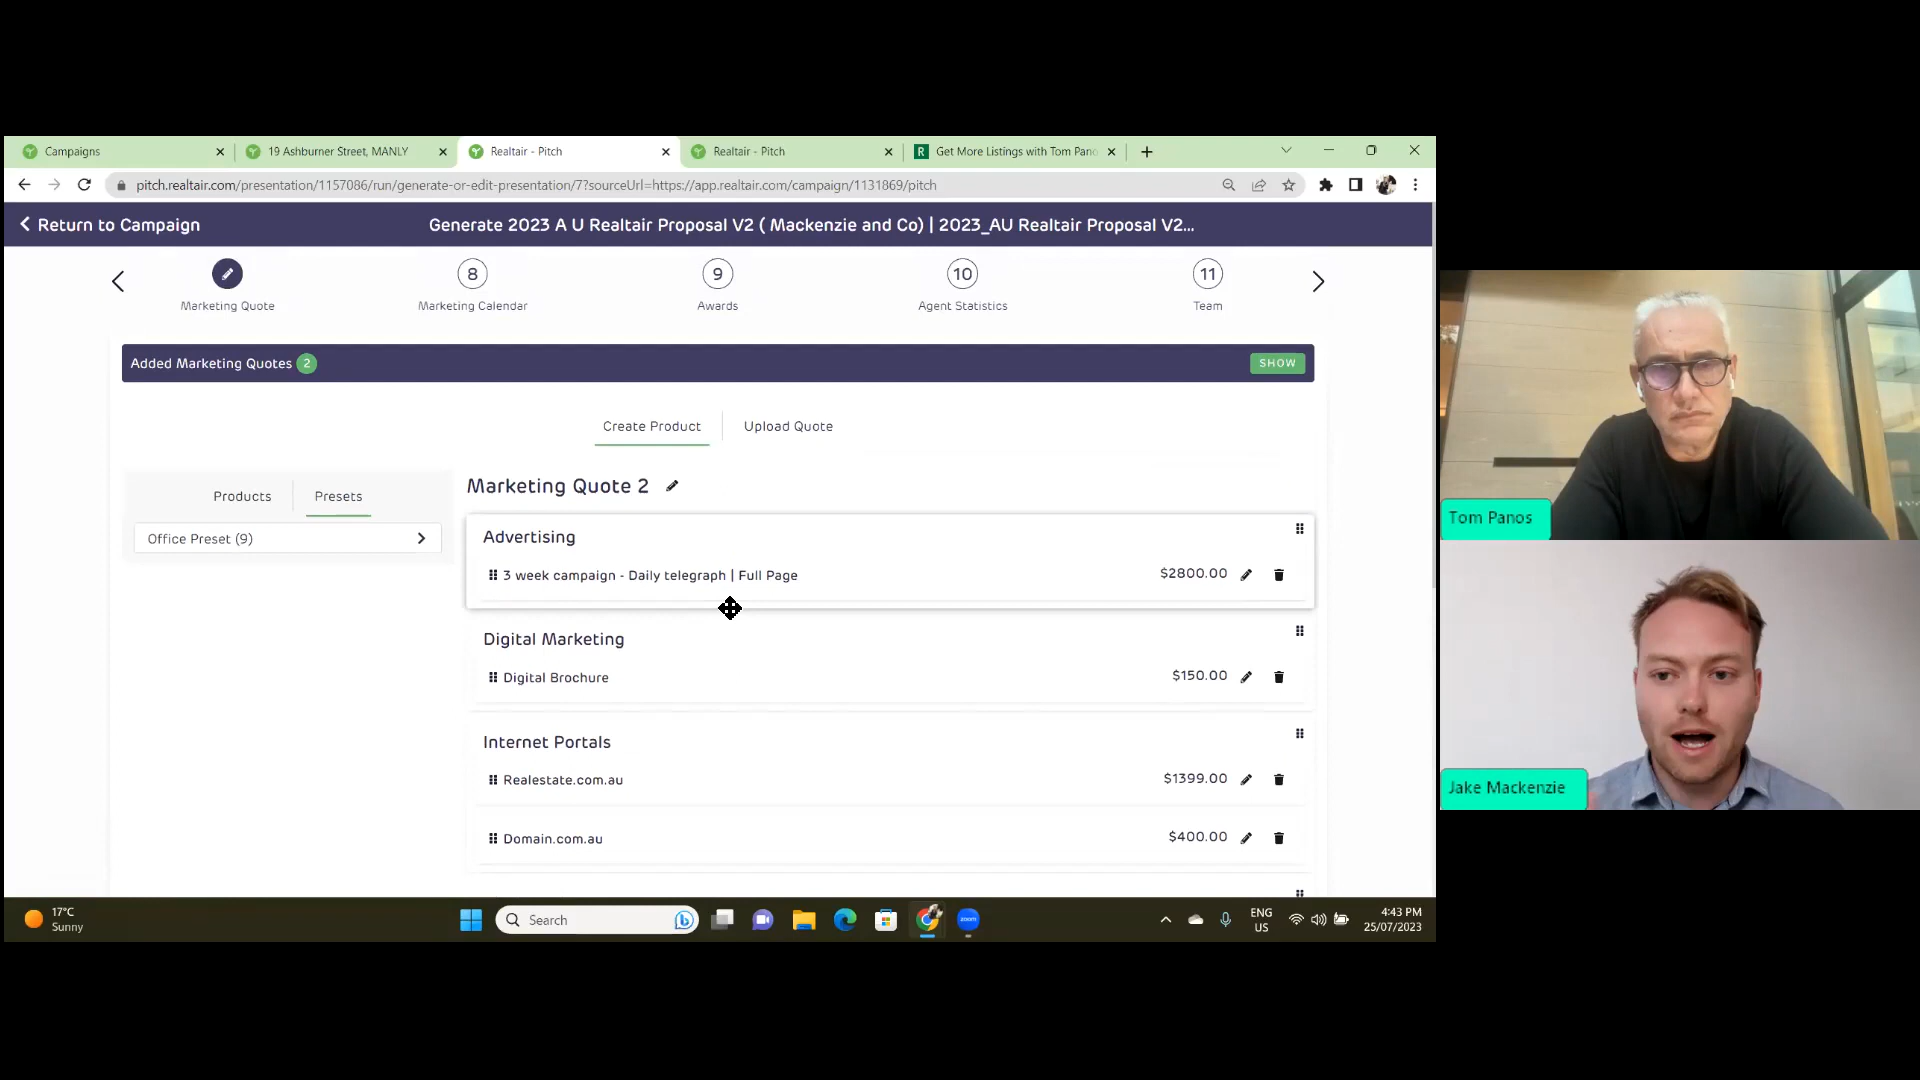 Campaigns
19 Ashburner Street, MANLY
Realtair - Pitch
Realtair - Pitch
R Get More Listings with Tom Pano
pitch.realtair.com/presentation/1157086/run/generate-or-edit-presentation/7?sourceUrl=https://app.realtair.com/campaign/1131869/pitch
Return to Campaign
Generate 2023 A U Realtair Proposal V2 ( Mackenzie and Co) | 2023_AU Realtair Proposal V2...
8 9 10 11
Marketing Quote Marketing Calendar Awards Agent Statistics Team
Added Marketing Quotes 2
SHOW
Create Product Upload Quote
Products Presets
Office Preset (9)
Marketing Quote 2
Advertising
3 week campaign - Daily telegraph | Full Page $2800.00
Digital Marketing
Digital Brochure $150.00
Internet Portals
Realestate.com.au $1399.00
Domain.com.au $400.00
17°C
Sunny
Search
b
zoom
ENG
US
4:43 PM
25/07/2023
Tom Panos
Jake Mackenzie